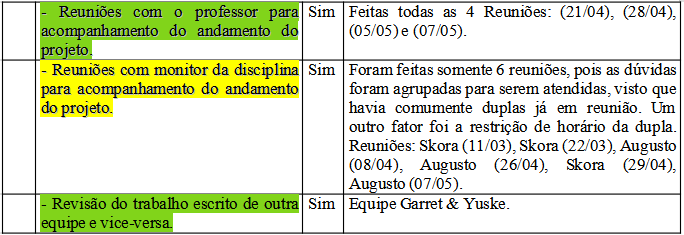 - Reuniões com o professor para acompanhamento do andamento do projeto.
Sim
Feitas todas as 4 Reuniões: (21/04), (28/04), (05/05) e (07/05).
- Reuniões com monitor da disciplina para acompanhamento do andamento do projeto.
Sim
Foram feitas somente 6 reuniões, pois as dúvidas foram agrupadas para serem atendidas, visto que havia comumente duplas já em reunião. Um outro fator foi a restrição de horário da dupla. Reuniões: Skora (11/03), Skora (22/03), Augusto (08/04), Augusto (26/04), Skora (29/04), Augusto (07/05).
- Revisão do trabalho escrito de outra equipe e vice-versa.
Sim
Equipe Garret & Yuske.